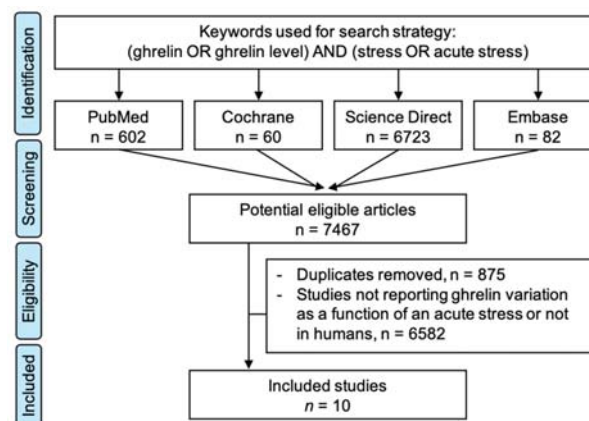 Keywords used for search strategy:
(ghrelin OR ghrelin level) AND (stress OR acute stress)
Identification
PubMed
n = 602
Cochrane
n = 60
Science Direct
n = 6723
Embase
n = 82
Screening
Potential eligible articles
n = 7467
Eligibility
- Duplicates removed, n = 875
- Studies not reporting ghrelin variation
as a function of an acute stress or not
in humans, n = 6582
Included
Included studies
n = 10